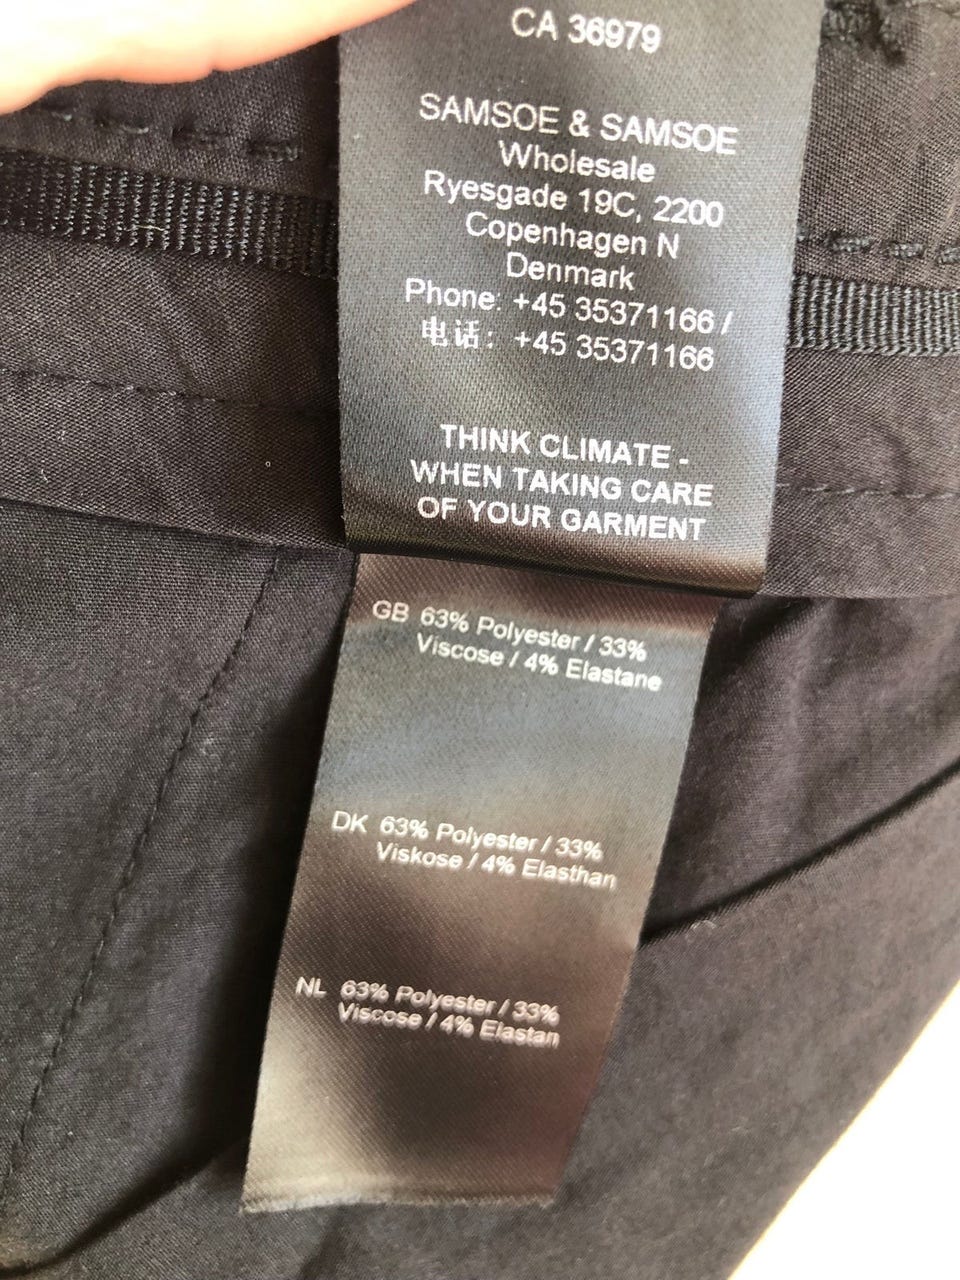 CA 36979
SAMSOE & SAMSOE
Wholesale
Ryesgade 19C, 2200
Copenhagen N
Denmark
Phone: +45 35371166 /
电话： +45 35371166
THINK CLIMATE -
WHEN TAKING CARE
OF YOUR GARMENT
GB 63% Polyester / 33%
Viscose / 4% Elastane
DK 63% Polyester / 33%
Viskose / 4% Elasthan
NL 63% Polyester / 33%
Viscose / 4% Elastan